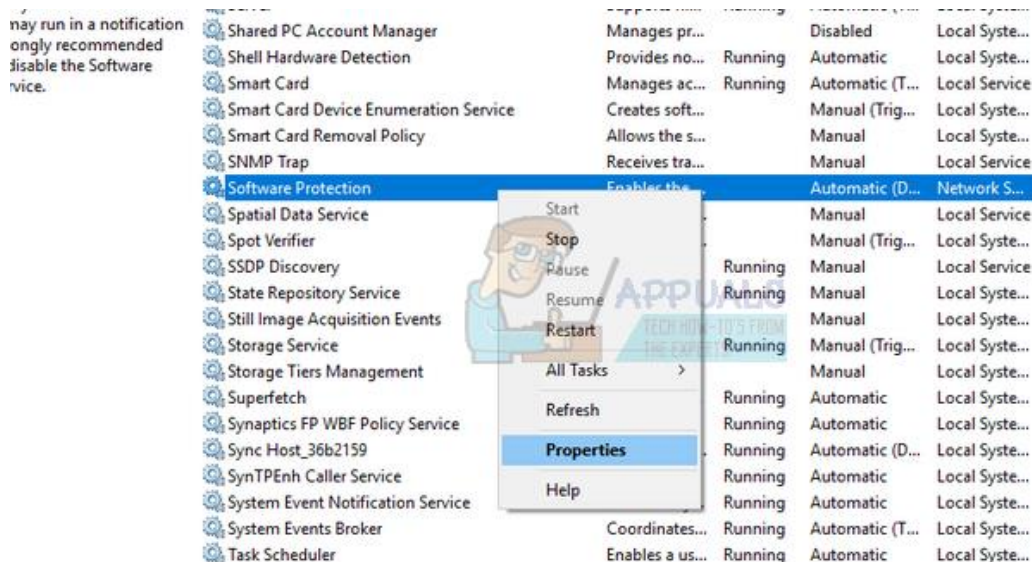 may run in a notification
ongly recommended
disable the Software
rvice.
Shared PC Account Manager Manages pr... Disabled Local Syste...
Shell Hardware Detection Provides no... Running Automatic Local Syste...
Smart Card Manages ac... Running Automatic (T... Local Service
Smart Card Device Enumeration Service Creates soft... Manual (Trig... Local Syste...
Smart Card Removal Policy Allows the s... Manual Local Syste...
SNMP Trap Receives tra... Manual Local Service
Software Protection Enables the ... Automatic (D... Network S...
Spatial Data Service Manual Local Service
Spot Verifier Manual (Trig... Local Syste...
SSDP Discovery Running Manual Local Service
State Repository Service Running Manual Local Syste...
Still Image Acquisition Events Manual Local Syste...
Storage Service Running Manual (Trig... Local Syste...
Storage Tiers Management Manual Local Syste...
Superfetch Running Automatic Local Syste...
Synaptics FP WBF Policy Service Running Automatic Local Syste...
Sync Host_36b2159 Running Automatic (D... Local Syste...
SynTPEnh Caller Service Running Automatic Local Syste...
System Event Notification Service Running Automatic Local Syste...
System Events Broker Coordinates... Running Automatic (T... Local Syste...
Task Scheduler Enables a us... Running Automatic Local Syste...
Start
Stop
Pause
Resume
Restart
All Tasks >
Refresh
Properties
Help
APPUALS
TECH HOW-TO'S FROM
THE EXPERTS